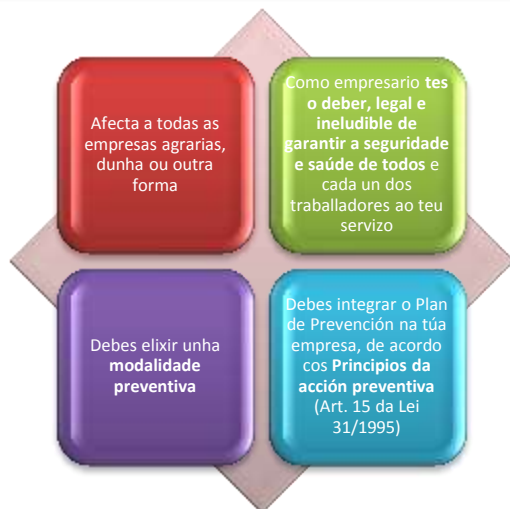 Afecta a todas as
empresas agrarias,
dunha ou outra
forma
Como empresario tes
o deber, legal e
ineludible de
garantir a seguridade
e saúde de todos e
cada un dos
traballadores ao teu
servizo
Debes elixir unha
modalidade
preventiva
Debes integrar o Plan
de Prevención na túa
empresa, de acordo
cos Principios da
acción preventiva
(Art. 15 da Lei
31/1995)